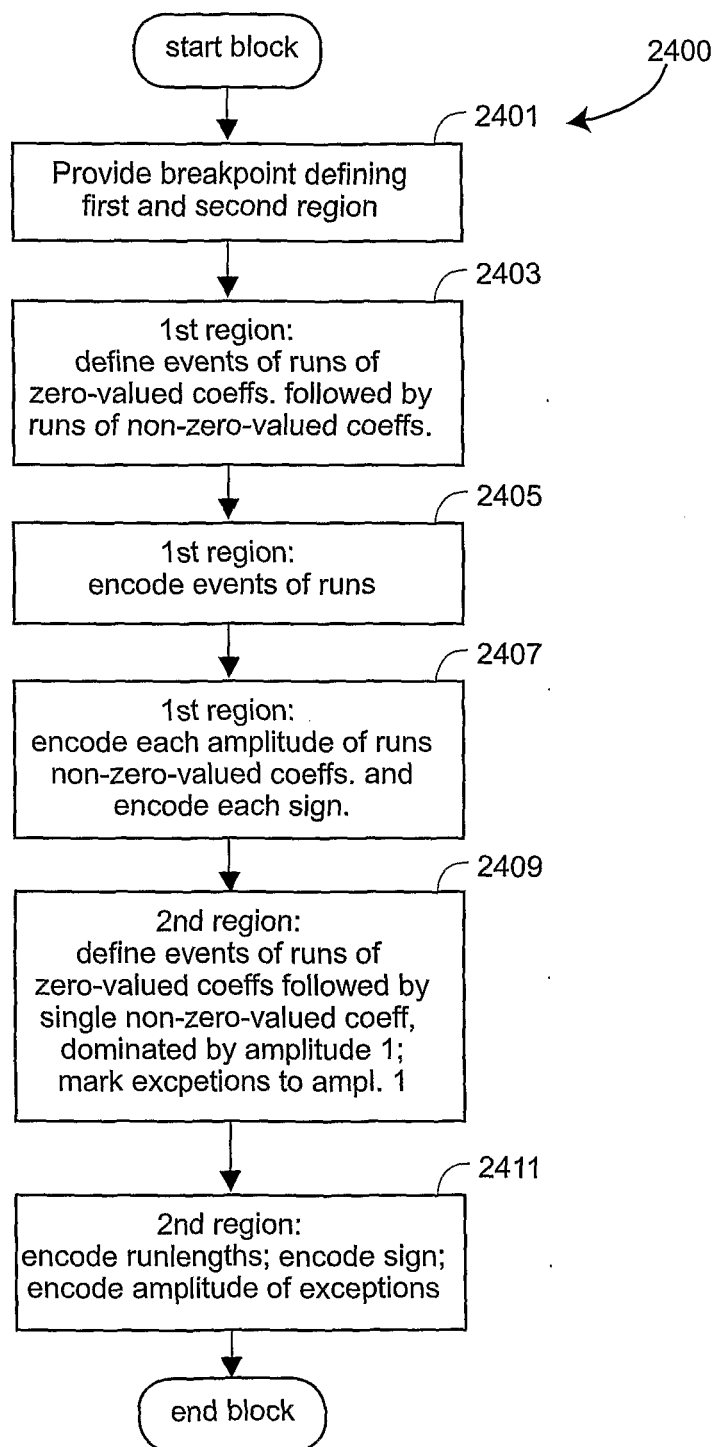 start block
2400
2401
Provide breakpoint defining
first and second region
2403
1st region:
define events of runs of
zero-valued coeffs. followed by
runs of non-zero-valued coeffs.
2405
1st region:
encode events of runs
2407
1st region:
encode each amplitude of runs
non-zero-valued coeffs. and
encode each sign.
2409
2nd region:
define events of runs of
zero-valued coeffs followed by
single non-zero-valued coeff,
dominated by amplitude 1;
mark excpetions to ampl. 1
2411
2nd region:
encode runlengths; encode sign;
encode amplitude of exceptions
end block